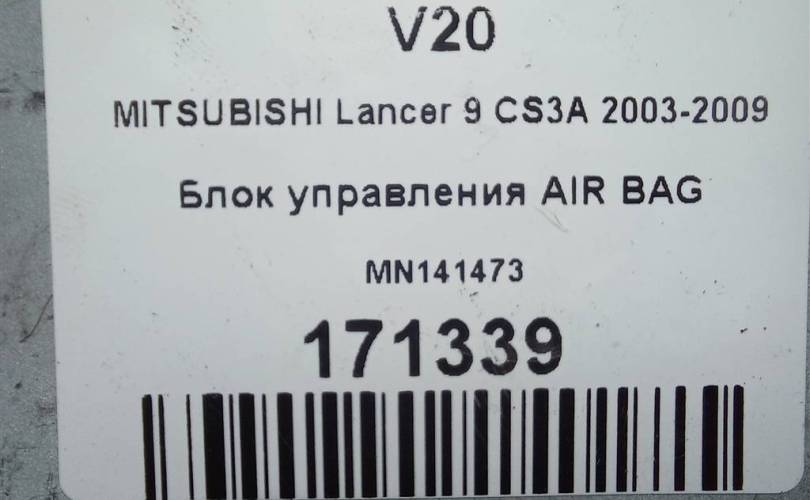 V20
MITSUBISHI Lancer 9 CS3A 2003-2009
Блок управления AIR BAG
MN141473
171339